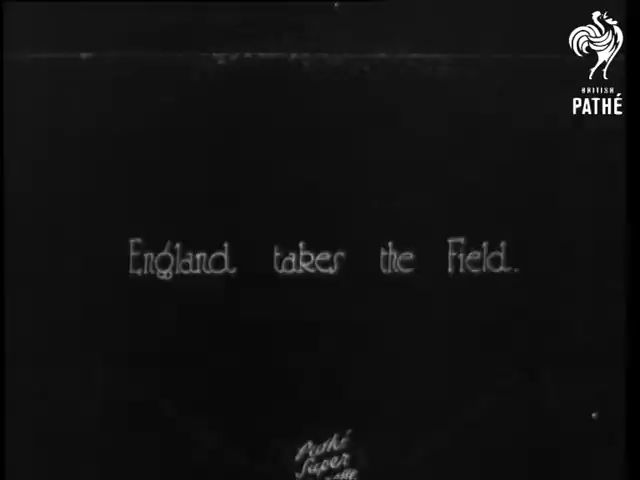 BRITISH
PATHÉ
England takes the Field.
Pathé
Super